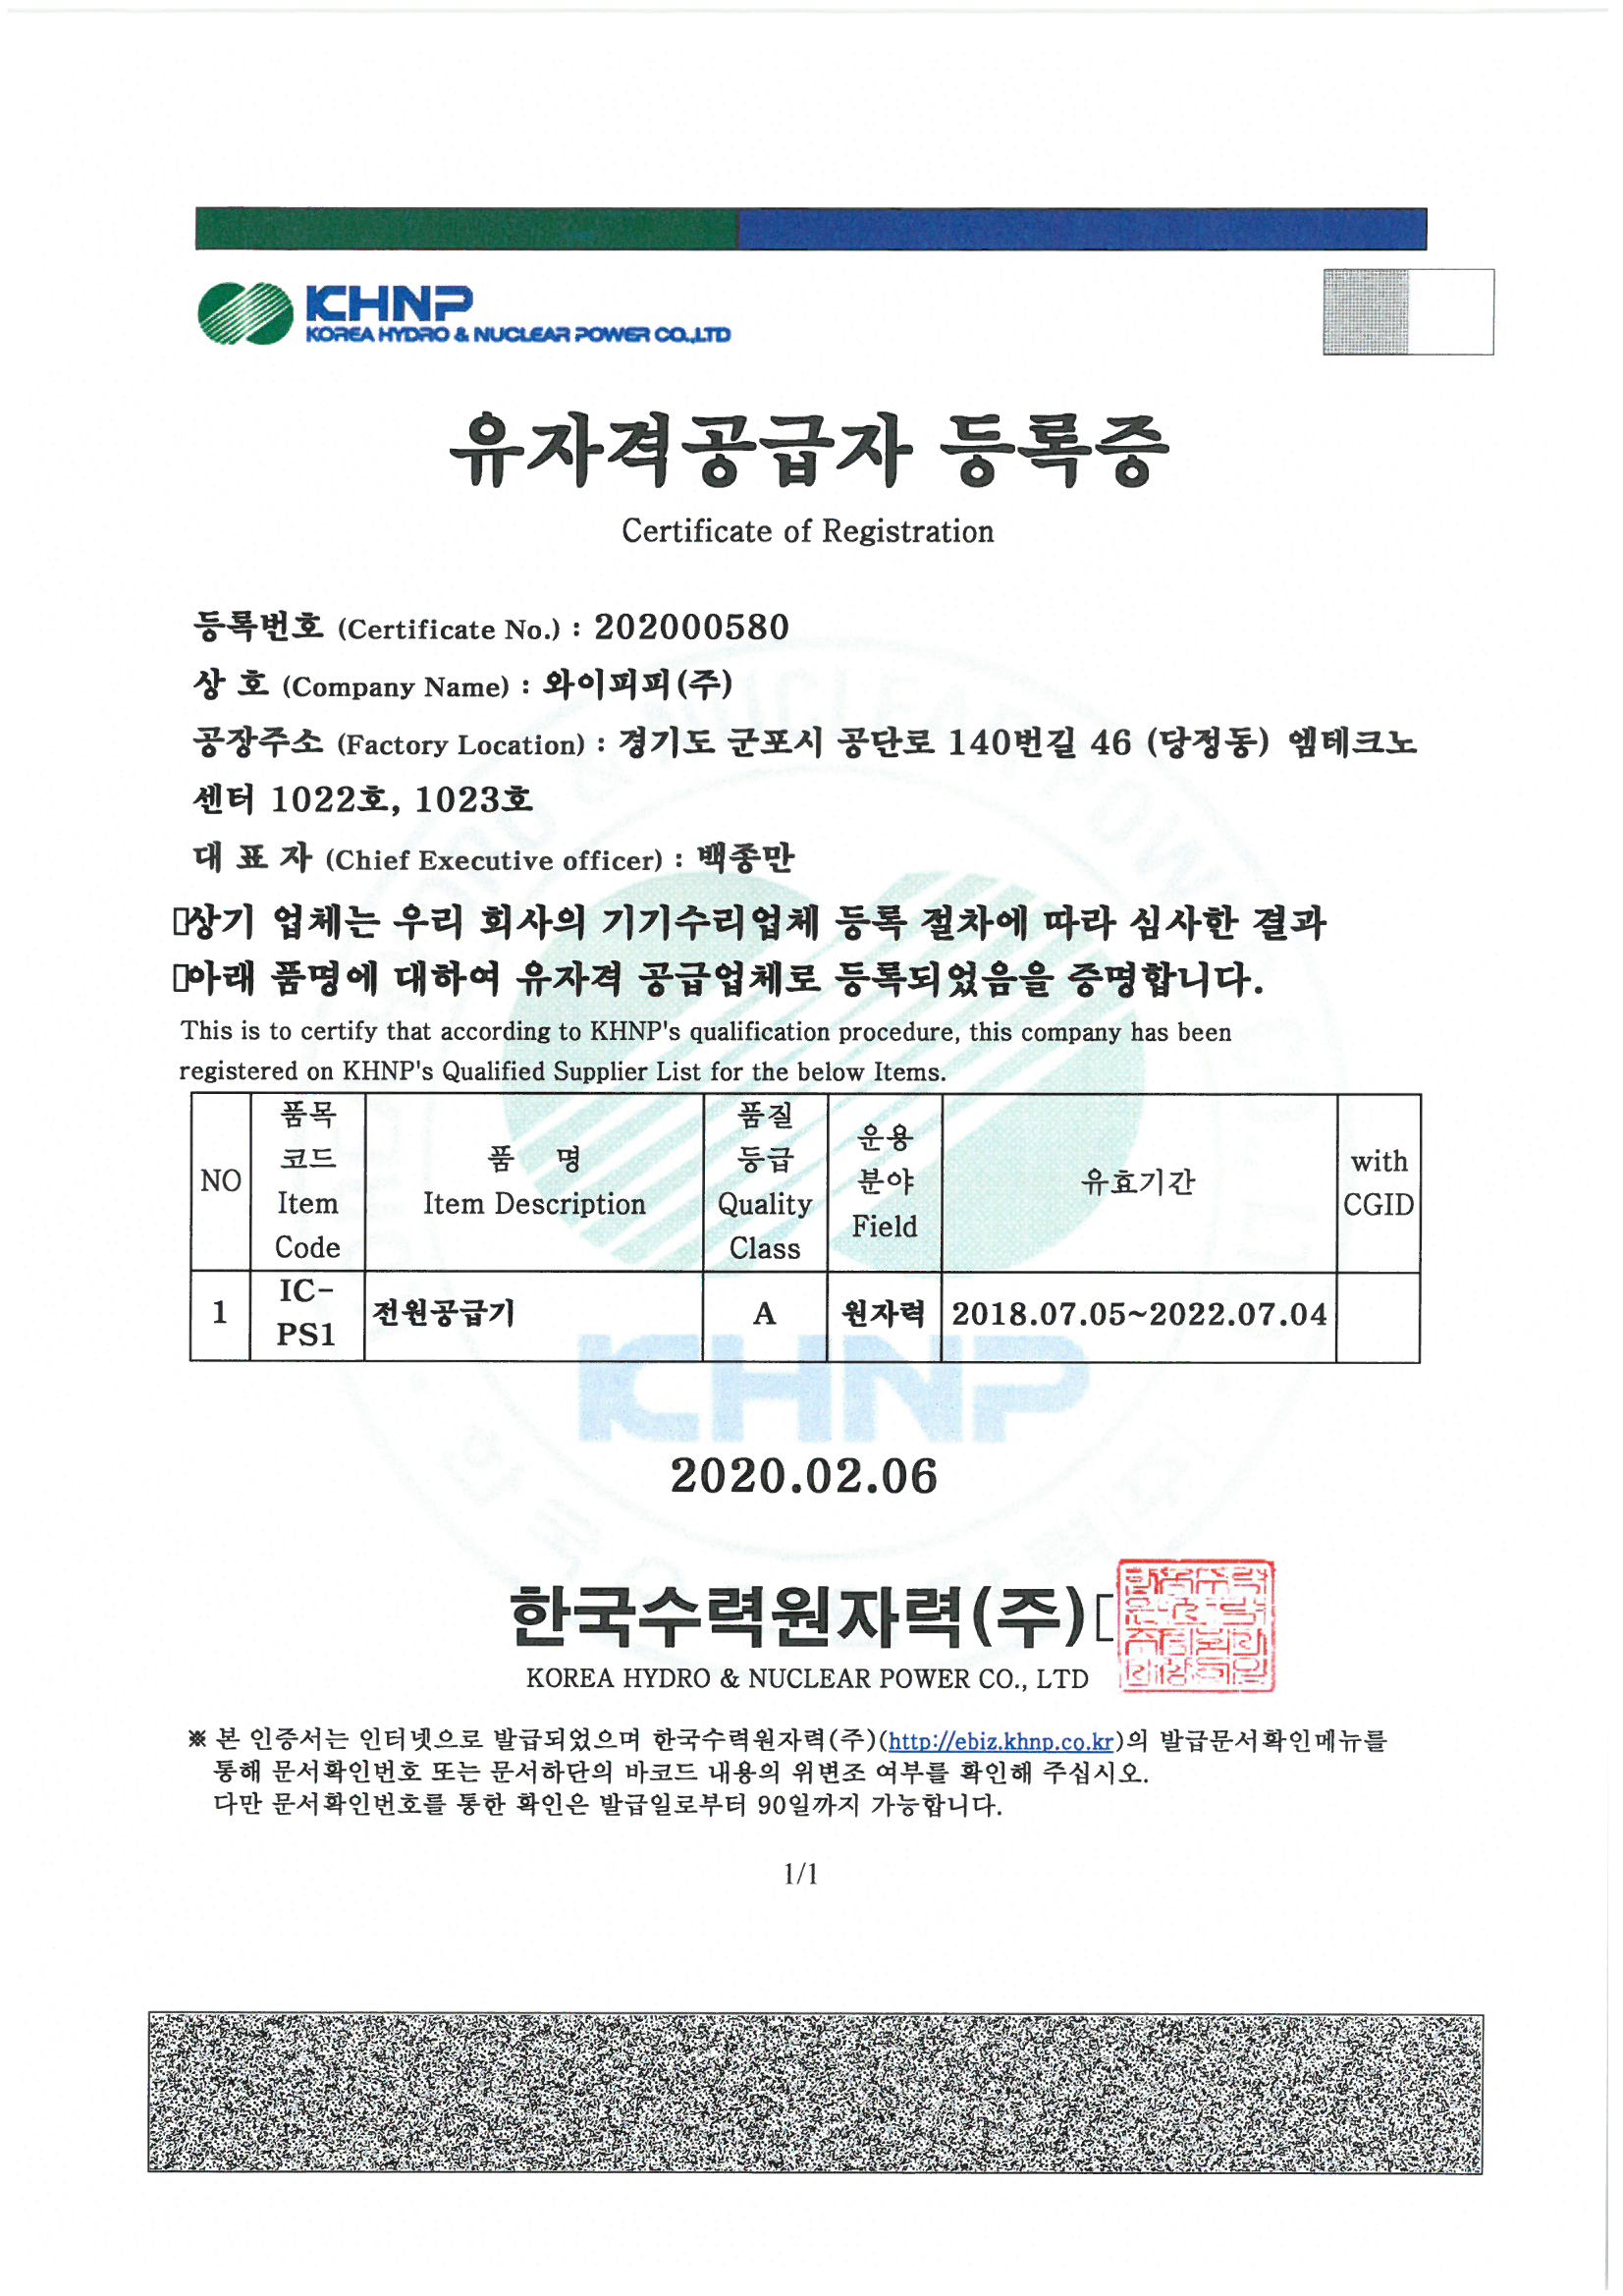 KHNP
KOREA HYDRO & NUCLEAR POWER CO.,LTD
유자격공급자 등록증
Certificate of Registration
등록번호 (Certificate No.) : 202000580
상 호 (Company Name) : 와이피피(주)
공장주소 (Factory Location) : 경기도 군포시 공단로 140번길 46 (당정동) 엠테크노
센터 1022호, 1023호
대 표 자 (Chief Executive officer) : 백종만
상기 업체는 우리 회사의 기기수리업체 등록 절차에 따라 심사한 결과
아래 품명에 대하여 유자격 공급업체로 등록되었음을 증명합니다.
This is to certify that according to KHNP's qualification procedure, this company has been
registered on KHNP's Qualified Supplier List for the below Items.
NO 품목 코드 Item Code 품 명 Item Description 품질 등급 Quality Class 운용 분야 Field 유효기간 with CGID
1 IC-PS1 전원공급기 A 원자력 2018.07.05~2022.07.04
KHNP
2020.02.06
한국수력원자력(주)
KOREA HYDRO & NUCLEAR POWER CO., LTD
※ 본 인증서는 인터넷으로 발급되었으며 한국수력원자력(주)(http://ebiz.khnp.co.kr)의 발급문서확인메뉴를
통해 문서확인번호 또는 문서하단의 바코드 내용의 위변조 여부를 확인해 주십시오.
다만 문서확인번호를 통한 확인은 발급일로부터 90일까지 가능합니다.
1/1